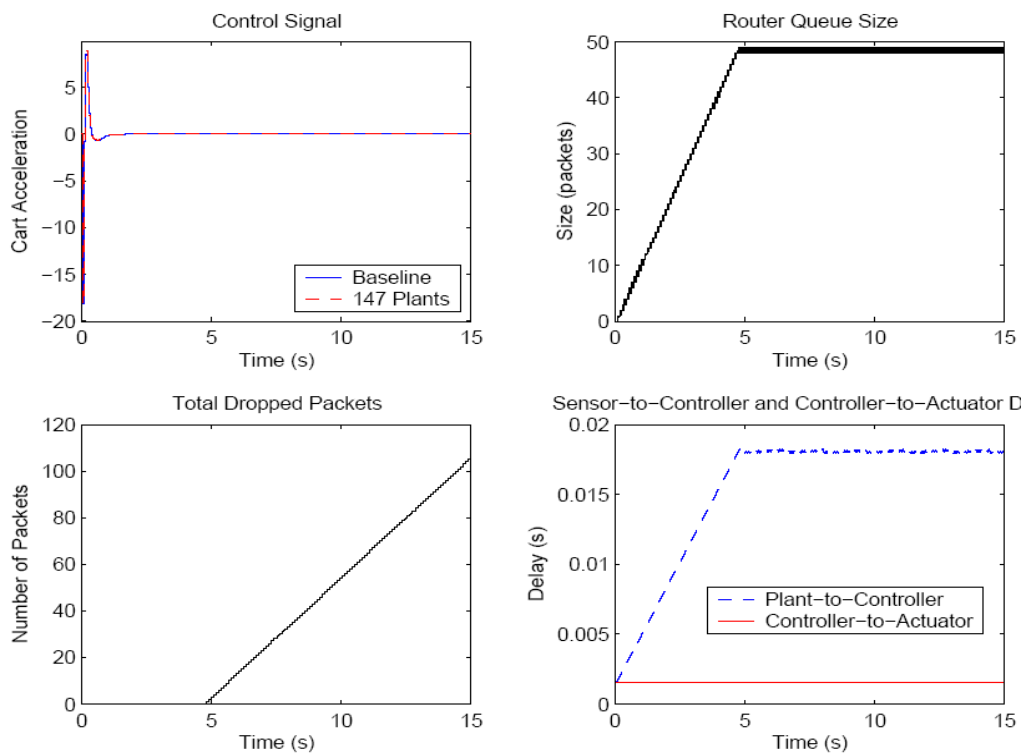 Control Signal
Cart Acceleration
5
0
−5
−10
−15
−20
0
5
10
15
Time (s)
Baseline
147 Plants
Router Queue Size
Size (packets)
50
40
30
20
10
0
0
5
10
15
Time (s)
Total Dropped Packets
Number of Packets
120
100
80
60
40
20
0
0
5
10
15
Time (s)
Sensor−to−Controller and Controller−to−Actuator D
Delay (s)
0.02
0.015
0.01
0.005
0
0
5
10
15
Time (s)
Plant−to−Controller
Controller−to−Actuator